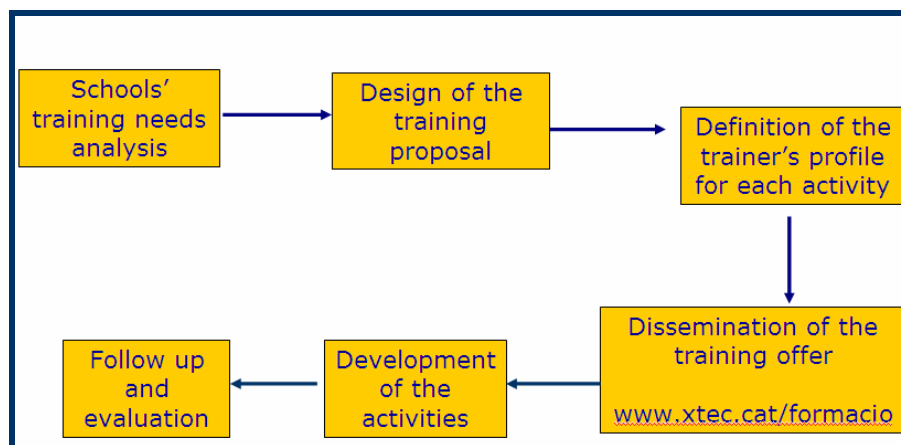 Schools'
training needs
analysis
Design of the
training
proposal
Definition of the
trainer's profile
for each activity
Dissemination of the
training offer
www.xtec.cat/formacio
Development
of the
activities
Follow up
and
evaluation